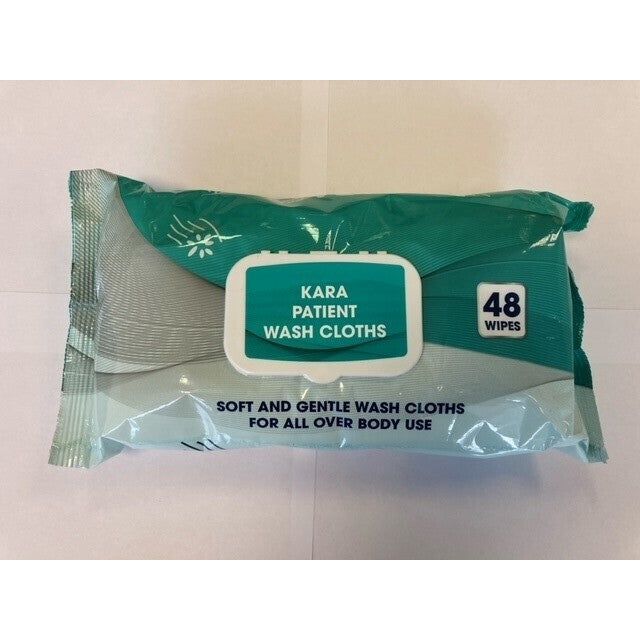 KARA
PATIENT
WASH CLOTHS
48
WIPES
SOFT AND GENTLE WASH CLOTHS
FOR ALL OVER BODY USE